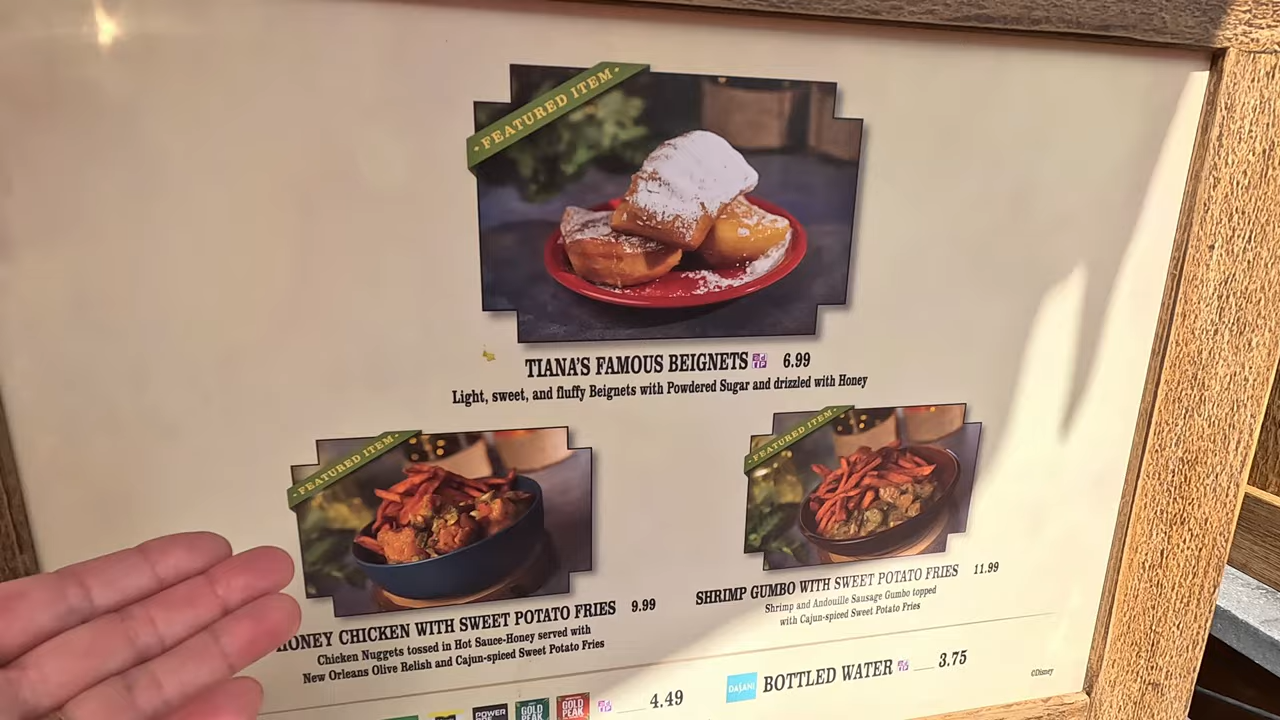 · FEATURED ITEM ·
TIANA'S FAMOUS BEIGNETS 6.99
Light, sweet, and fluffy Beignets with Powdered Sugar and drizzled with Honey
· FEATURED ITEM ·
HONEY CHICKEN WITH SWEET POTATO FRIES 9.99
Chicken Nuggets tossed in Hot Sauce-Honey served with
New Orleans Olive Relish and Cajun-spiced Sweet Potato Fries
· FEATURED ITEM ·
SHRIMP GUMBO WITH SWEET POTATO FRIES 11.99
Shrimp and Andouille Sausage Gumbo topped
with Cajun-spiced Sweet Potato Fries
POWER
GOLD PEAK
GOLD PEAK
4.49
DASANI
BOTTLED WATER 3.75
©Disney